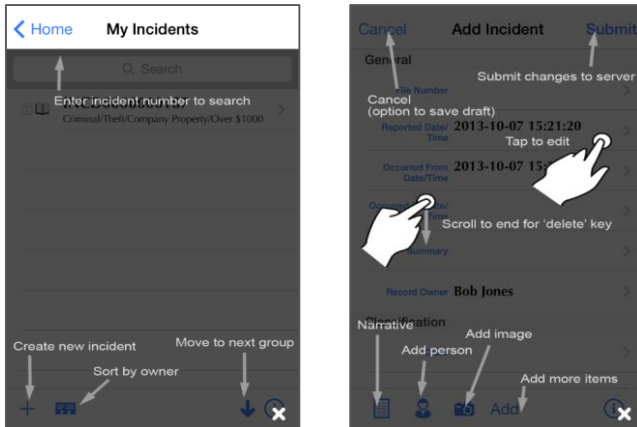 Home My Incidents
Search
Enter incident number to search
Criminal/Theft/Company Property/Over $1000
Create new incident
Move to next group
Sort by owner
Cancel Add Incident Submit
General
Submit changes to server
File Number
Cancel
(option to save draft)
Reported Date/ 2013-10-07 15:21:20
Time
Tap to edit
Occurred From 2013-10-07
Date/Time
Scroll to end for 'delete' key
Summary
Record Owner Bob Jones
Narrative
Add image
Add person
Add more items
Add